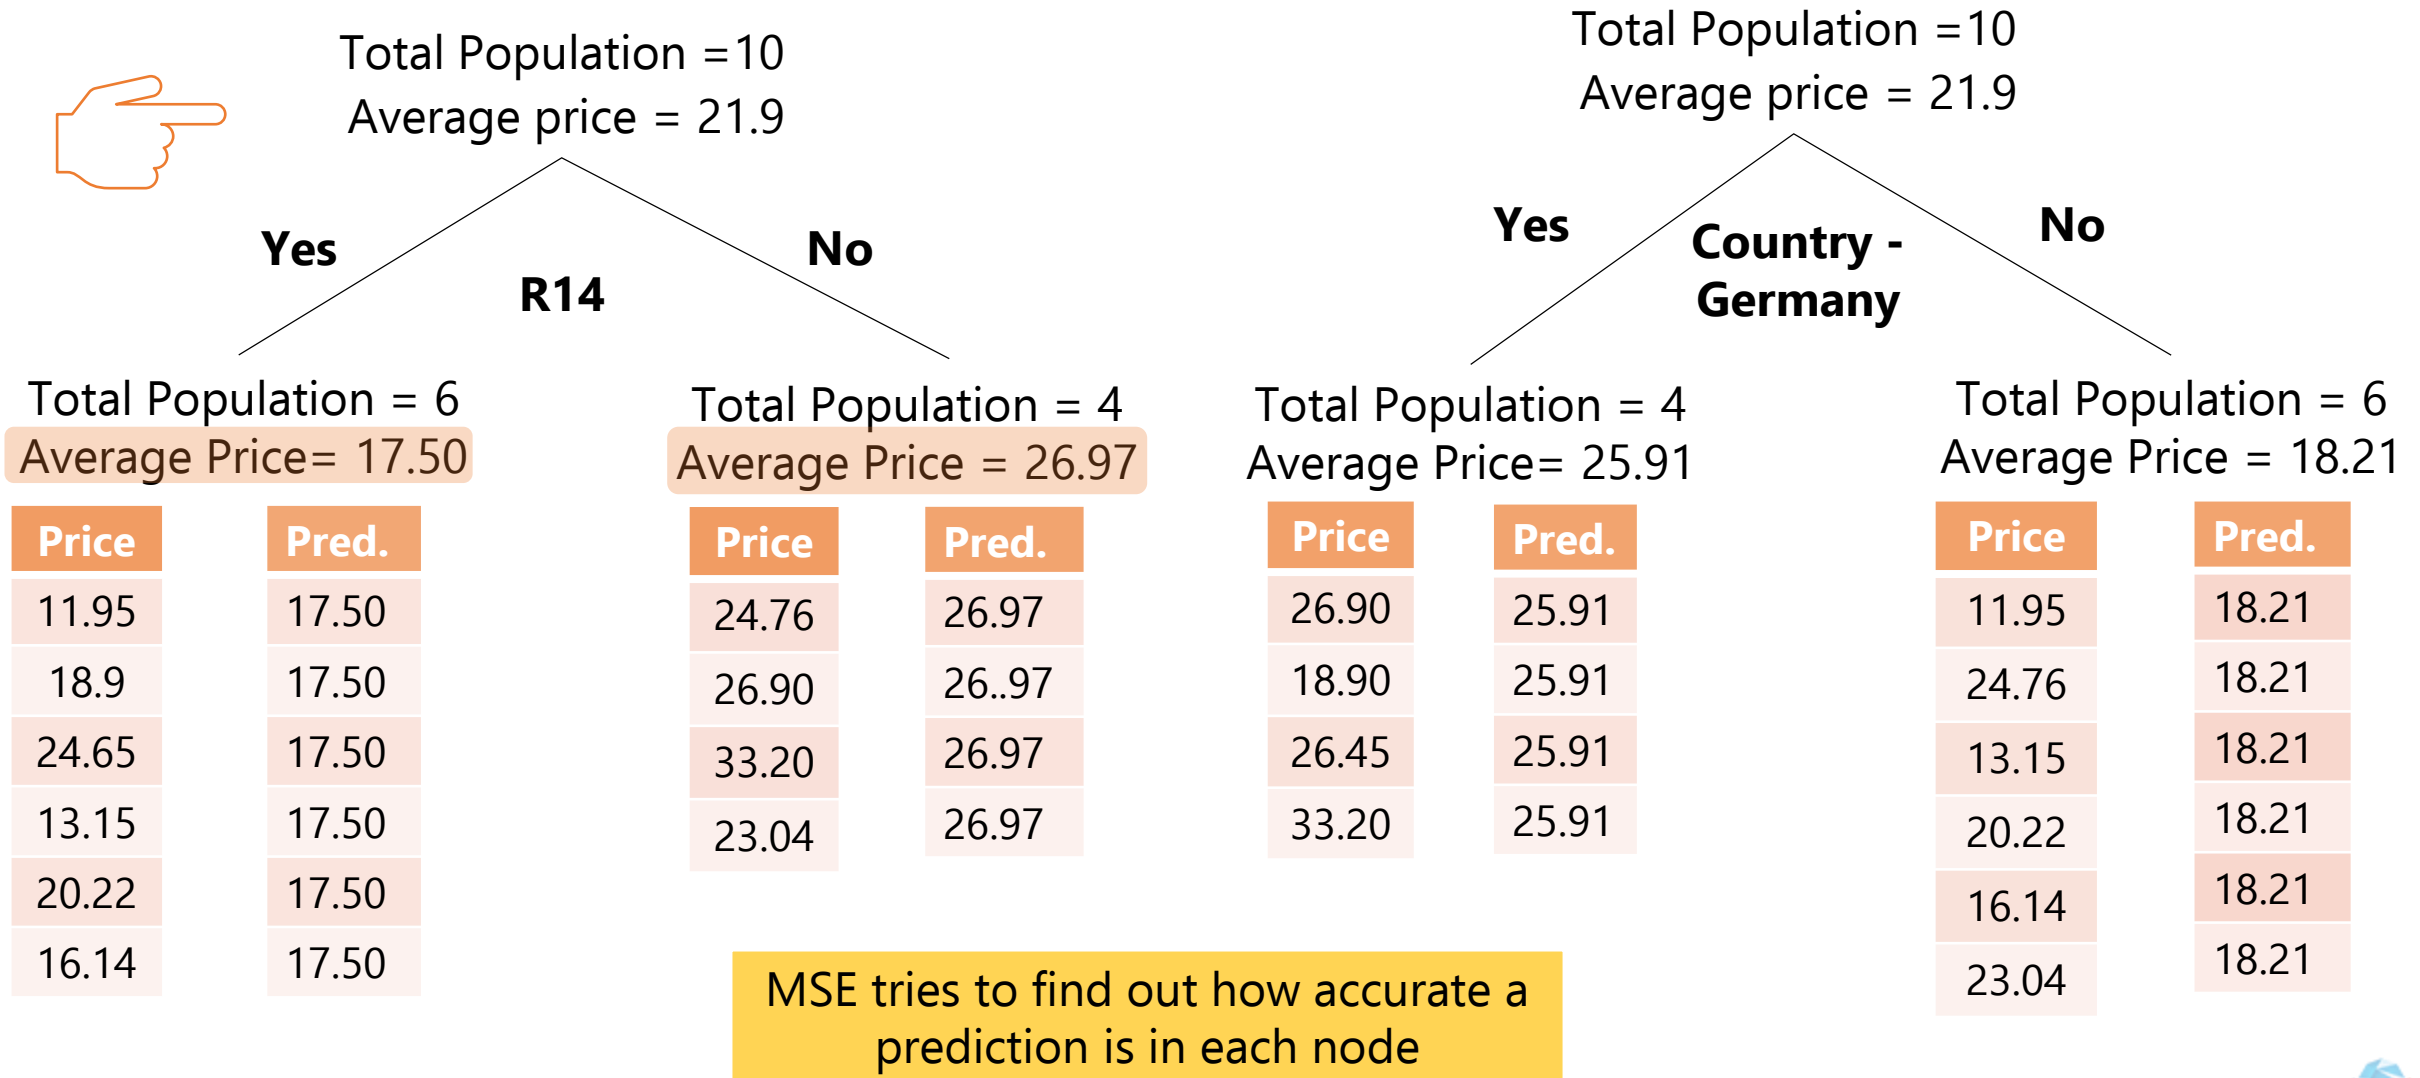 Total Population =10
Average price = 21.9
Yes
No
R14
Total Population = 6
Average Price= 17.50
Price
Pred.
11.95
17.50
18.9
17.50
24.65
17.50
13.15
17.50
20.22
17.50
16.14
17.50
Total Population = 4
Average Price = 26.97
Price
Pred.
24.76
26.97
26.90
26..97
33.20
26.97
23.04
26.97
Total Population =10
Average price = 21.9
Yes
No
Country -
Germany
Total Population = 4
Average Price= 25.91
Price
Pred.
26.90
25.91
18.90
25.91
26.45
25.91
33.20
25.91
Total Population = 6
Average Price = 18.21
Price
Pred.
11.95
18.21
24.76
18.21
13.15
18.21
20.22
18.21
16.14
18.21
23.04
18.21
MSE tries to find out how accurate a
prediction is in each node